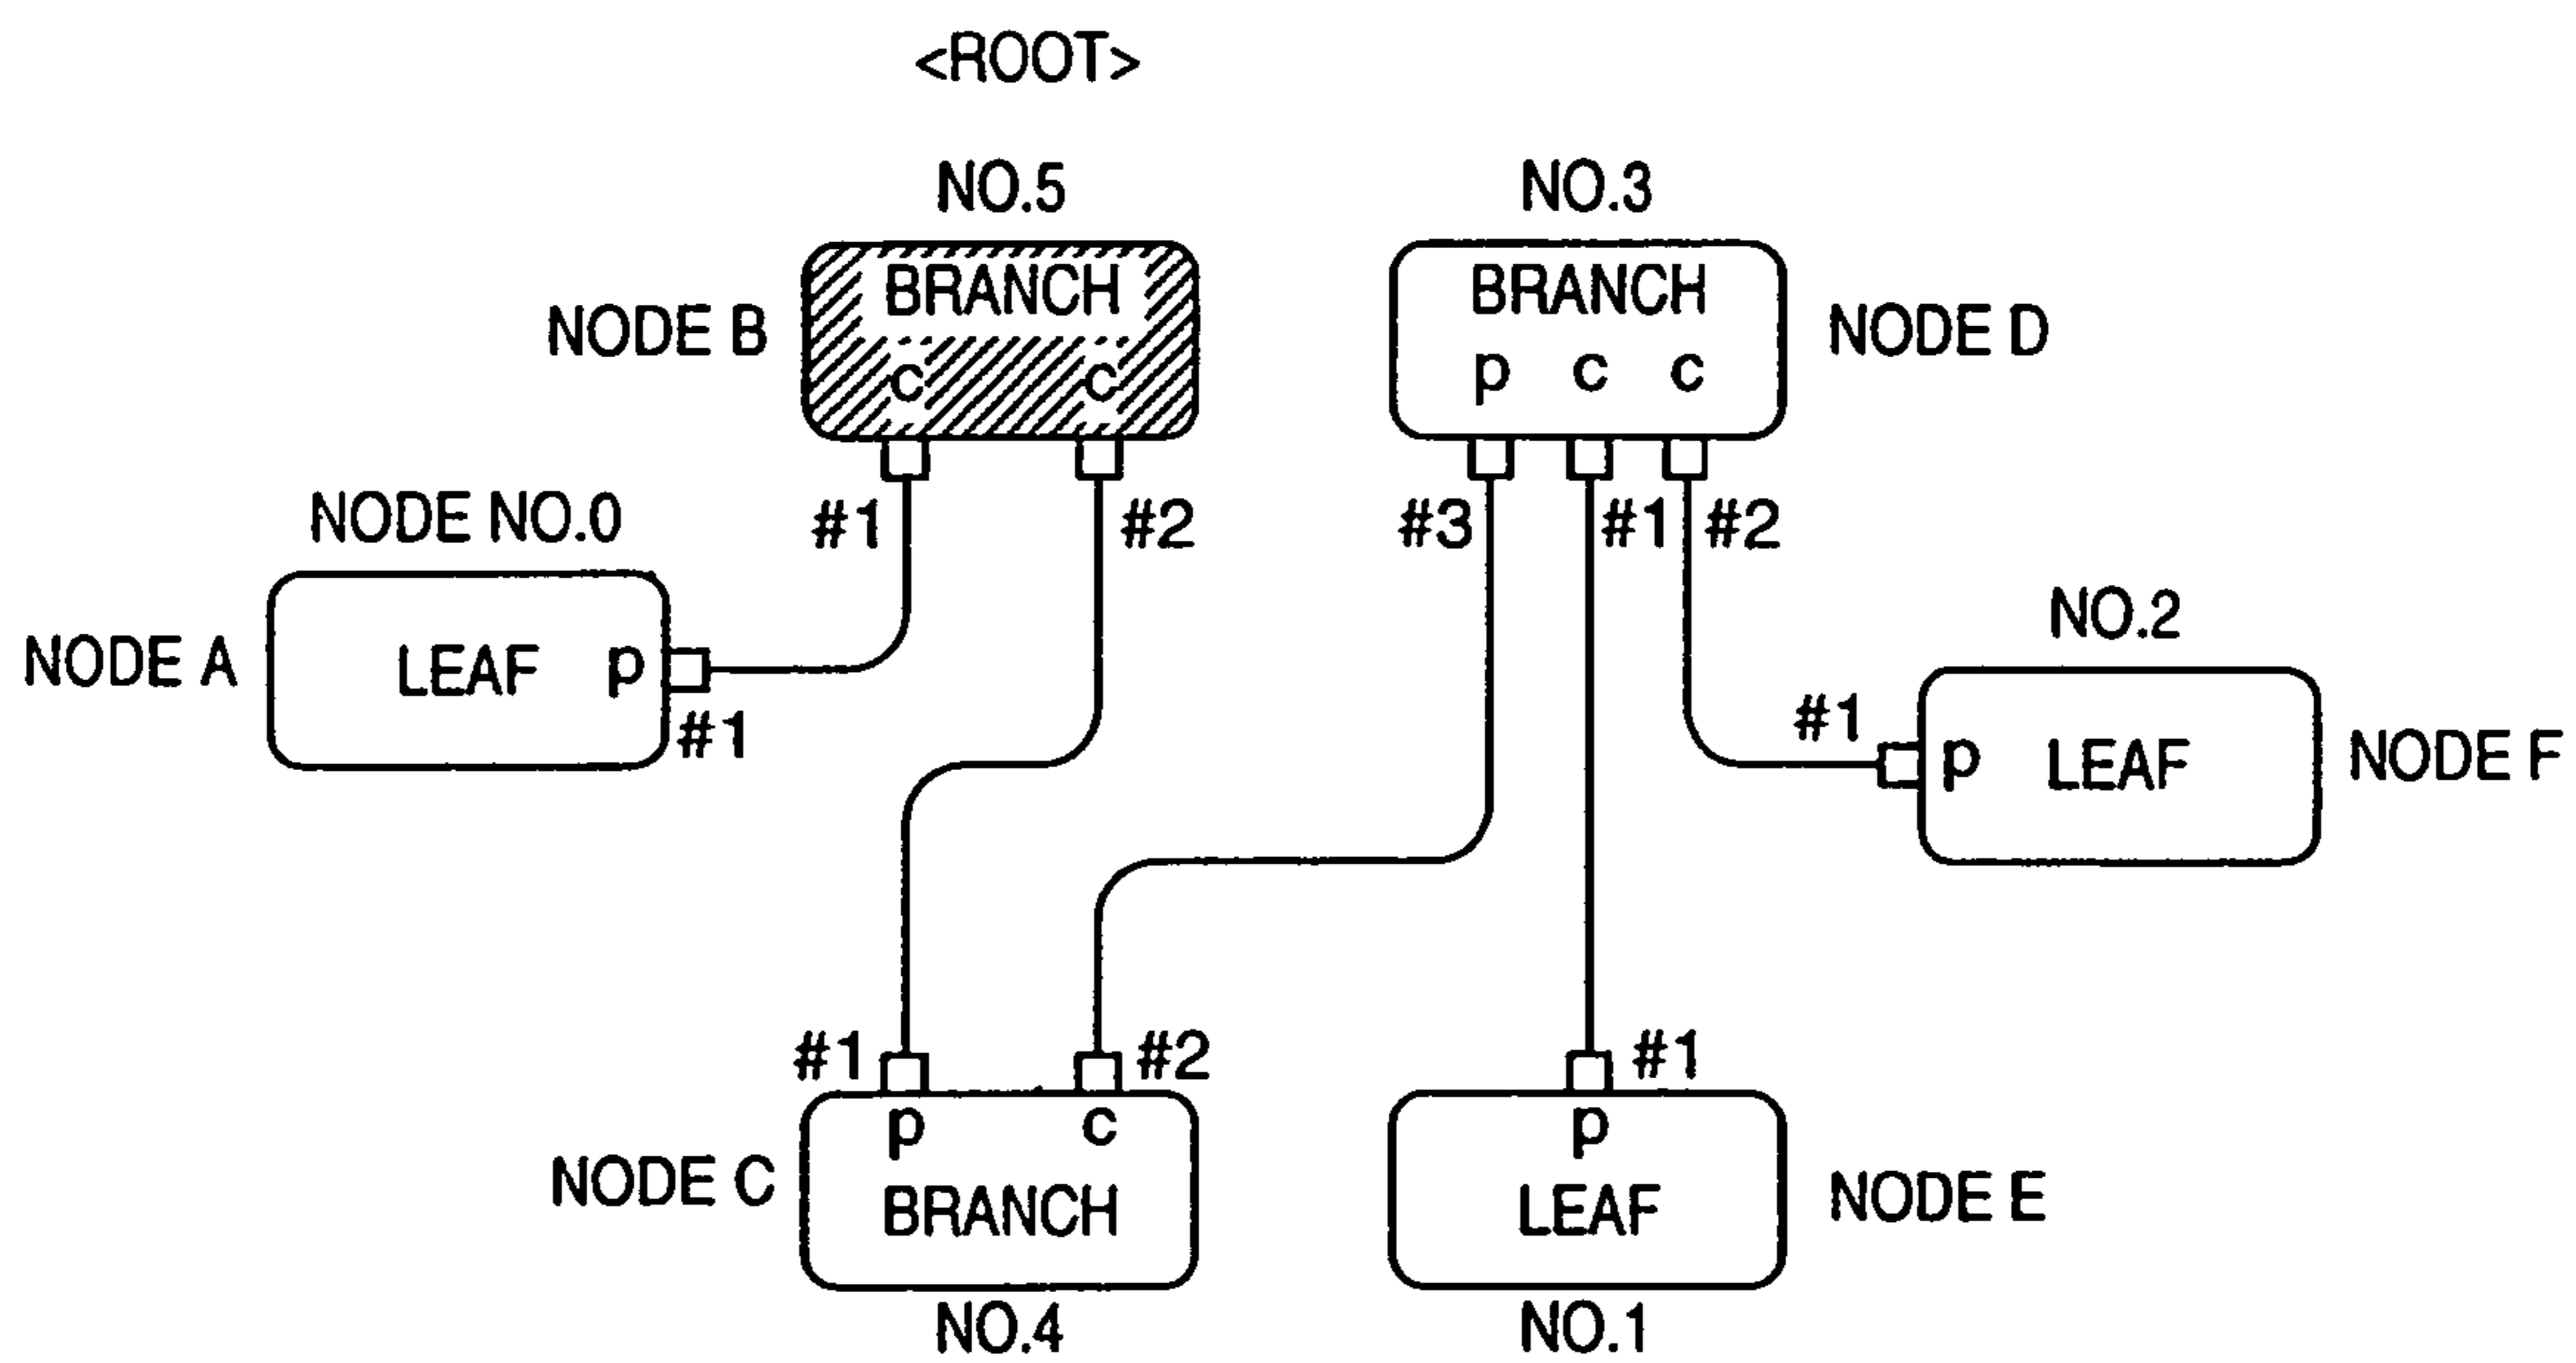 <ROOT>
NO.5
NO.3
BRANCH
BRANCH
NODE B
NODE D
c c
p c c
#1 #2
#3 #1 #2
NODE NO.0
NO.2
NODE A
LEAF p
#1
#1
p LEAF
NODE F
#1 #2
#1
p c
p
NODE C
BRANCH
LEAF
NODE E
NO.4
NO.1